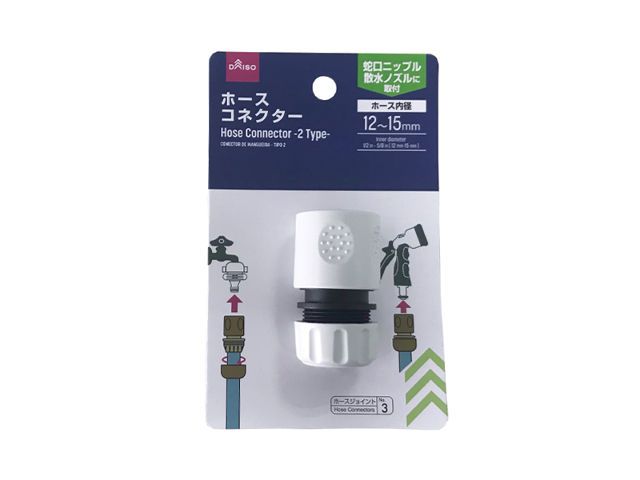 DAISO
ホース
コネクター
Hose Connector -2 Type-
CONECTOR DE MANGUEIRA - TIPO 2
蛇口ニップル
散水ノズルに
取付
ホース内径
12～15mm
Inner diameter
1/2 in - 5/8 in [12 mm-15 mm]
ホースジョイント
Hose Connectors
No.
3